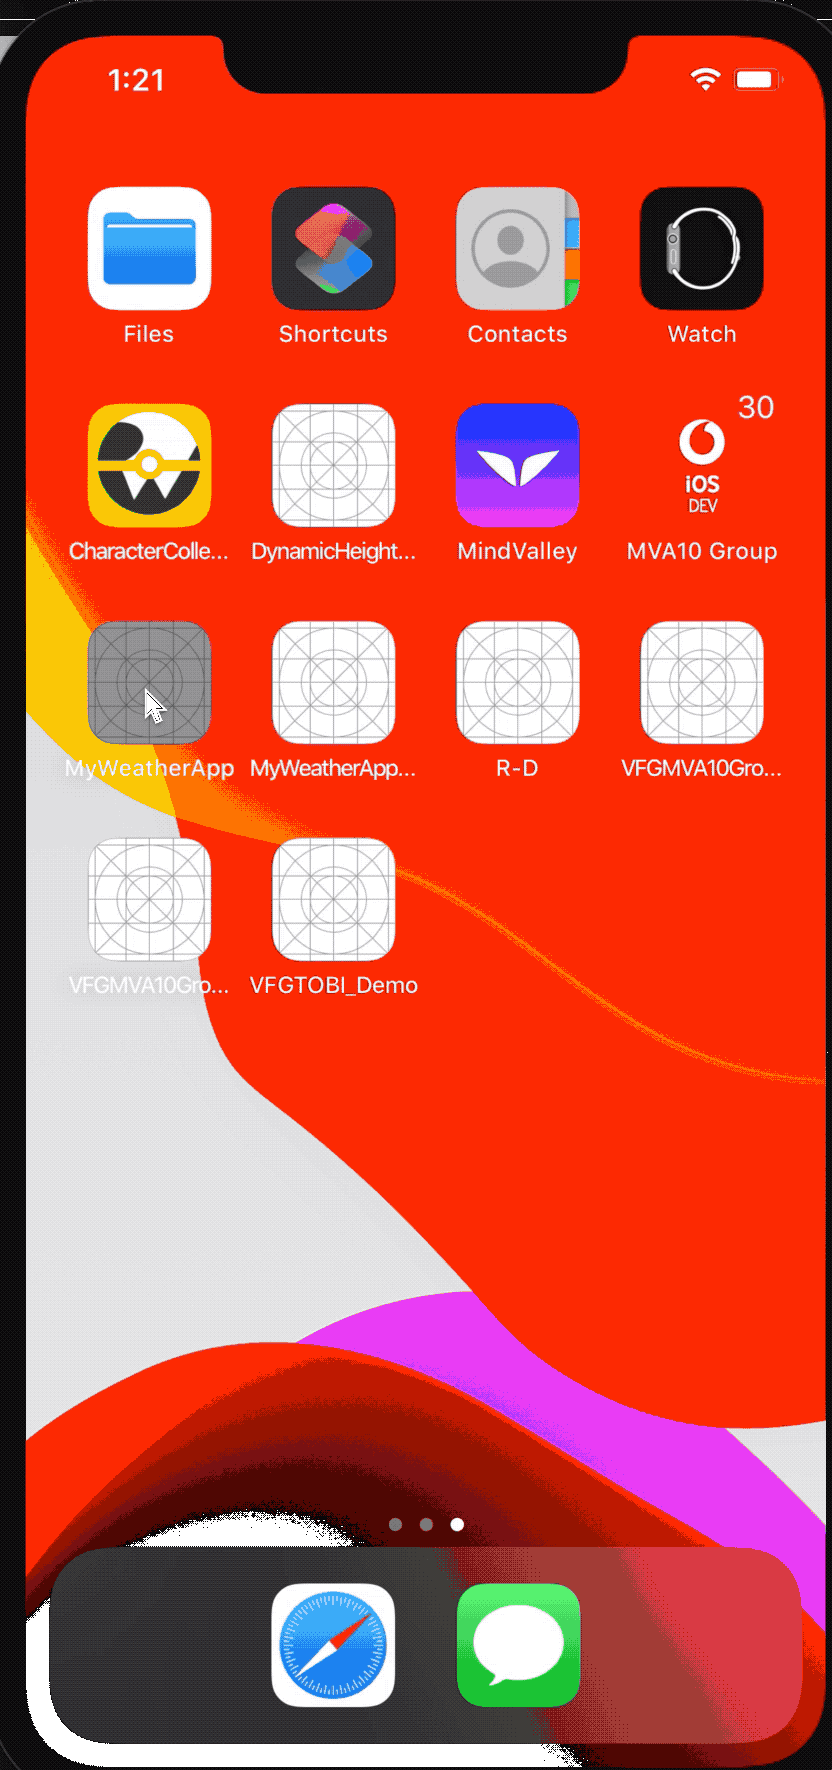 1:21
Files
Shortcuts
Contacts
Watch
30
iOS
DEV
CharacterColle...
DynamicHeight...
MindValley
MVA10 Group
MyWeatherApp
MyWeatherApp...
R-D
VFGMVA10Gro...
VFGMVA10Gro...
VFGTOBI_Demo